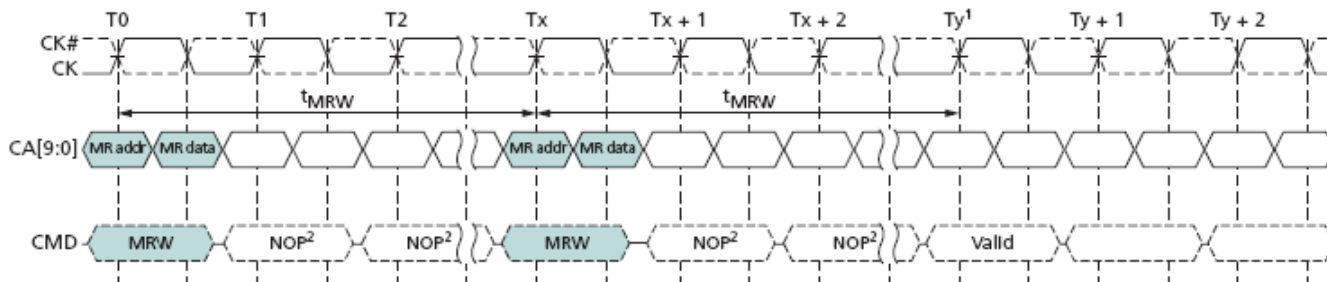 T0 T1 T2 Tx Tx + 1 Tx + 2 Ty¹ Ty + 1 Ty + 2
CK#
CK
tMRW tMRW
CA[9:0] MR addr MR data MR addr MR data
CMD MRW NOP² NOP² MRW NOP² NOP² Valid